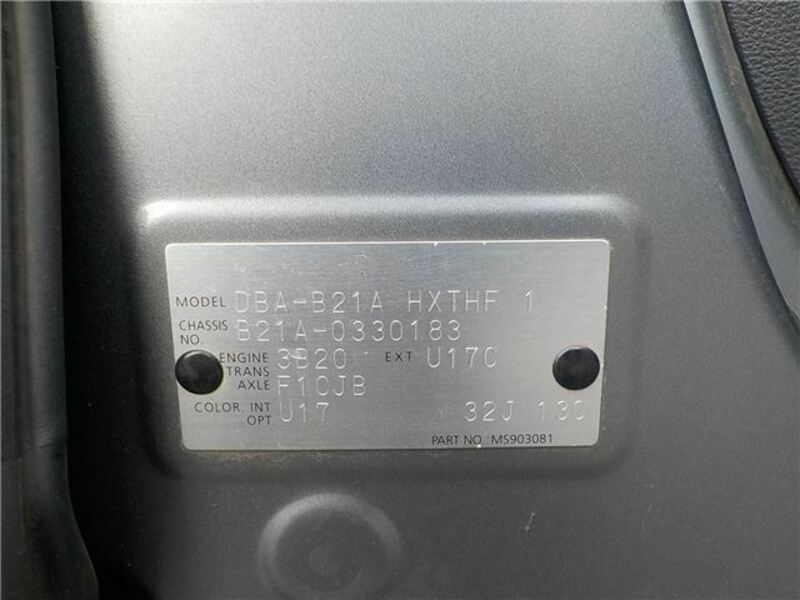 MODEL DBA-B21A HXTHF 1
CHASSIS NO. B21A-0330183
ENGINE 3B20 EXT U17C
TRANS AXLE F1CJB
COLOR, INT OPT U17 32J 130
PART NO MS903081